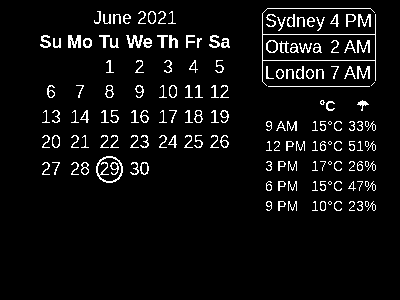 June 2021
Su Mo Tu We Th Fr Sa
1 2 3 4 5
6 7 8 9 10 11 12
13 14 15 16 17 18 19
20 21 22 23 24 25 26
27 28 29 30
Sydney 4 PM
Ottawa 2 AM
London 7 AM
°C ☂
9 AM 15°C 33%
12 PM 16°C 51%
3 PM 17°C 26%
6 PM 15°C 47%
9 PM 10°C 23%